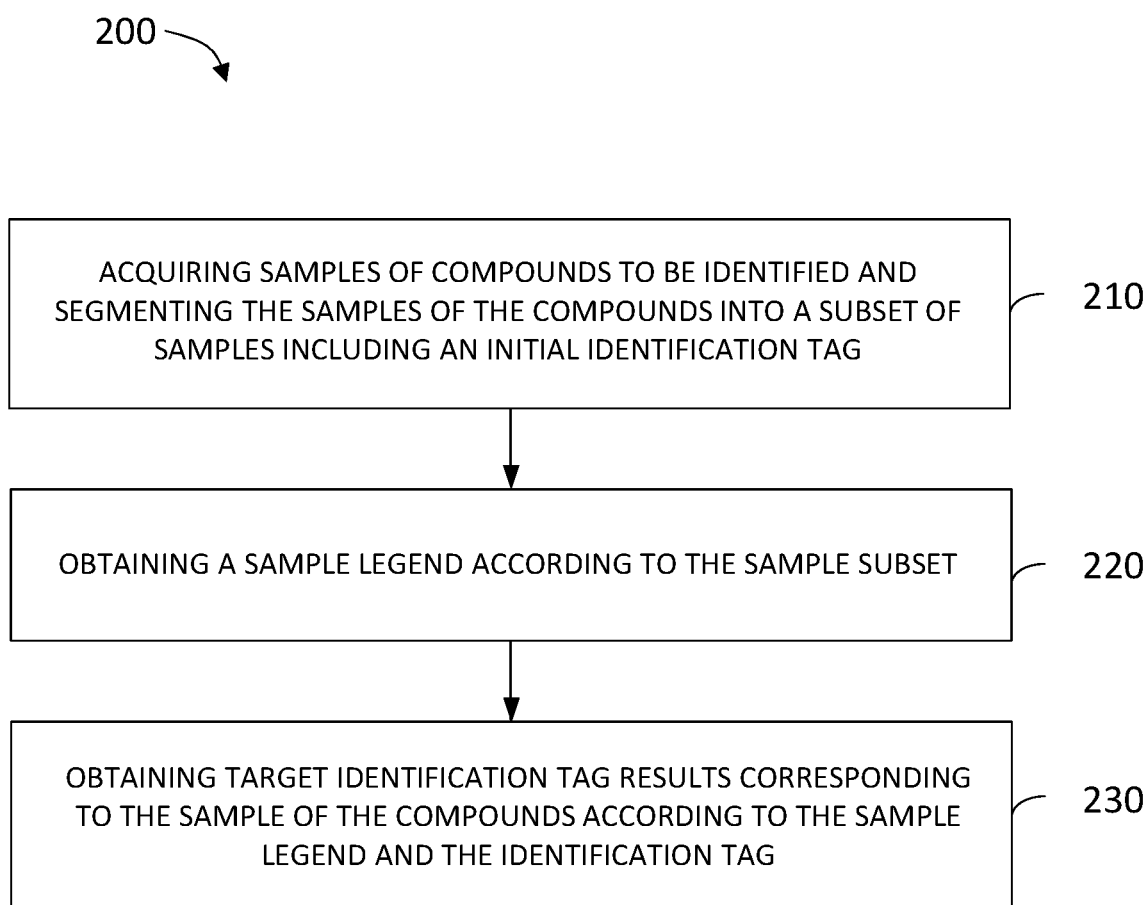 200
ACQUIRING SAMPLES OF COMPOUNDS TO BE IDENTIFIED AND
SEGMENTING THE SAMPLES OF THE COMPOUNDS INTO A SUBSET OF
SAMPLES INCLUDING AN INITIAL IDENTIFICATION TAG
210
OBTAINING A SAMPLE LEGEND ACCORDING TO THE SAMPLE SUBSET
220
OBTAINING TARGET IDENTIFICATION TAG RESULTS CORRESPONDING
TO THE SAMPLE OF THE COMPOUNDS ACCORDING TO THE SAMPLE
LEGEND AND THE IDENTIFICATION TAG
230